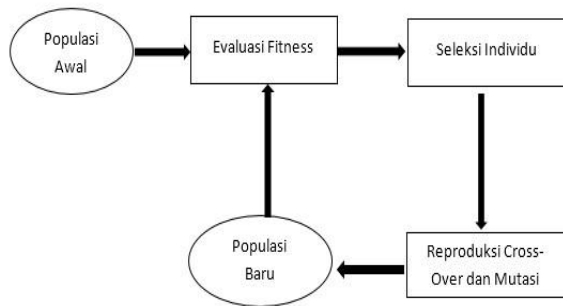 Populasi
Awal
Evaluasi Fitness
Seleksi Individu
Reproduksi Cross-
Over dan Mutasi
Populasi
Baru